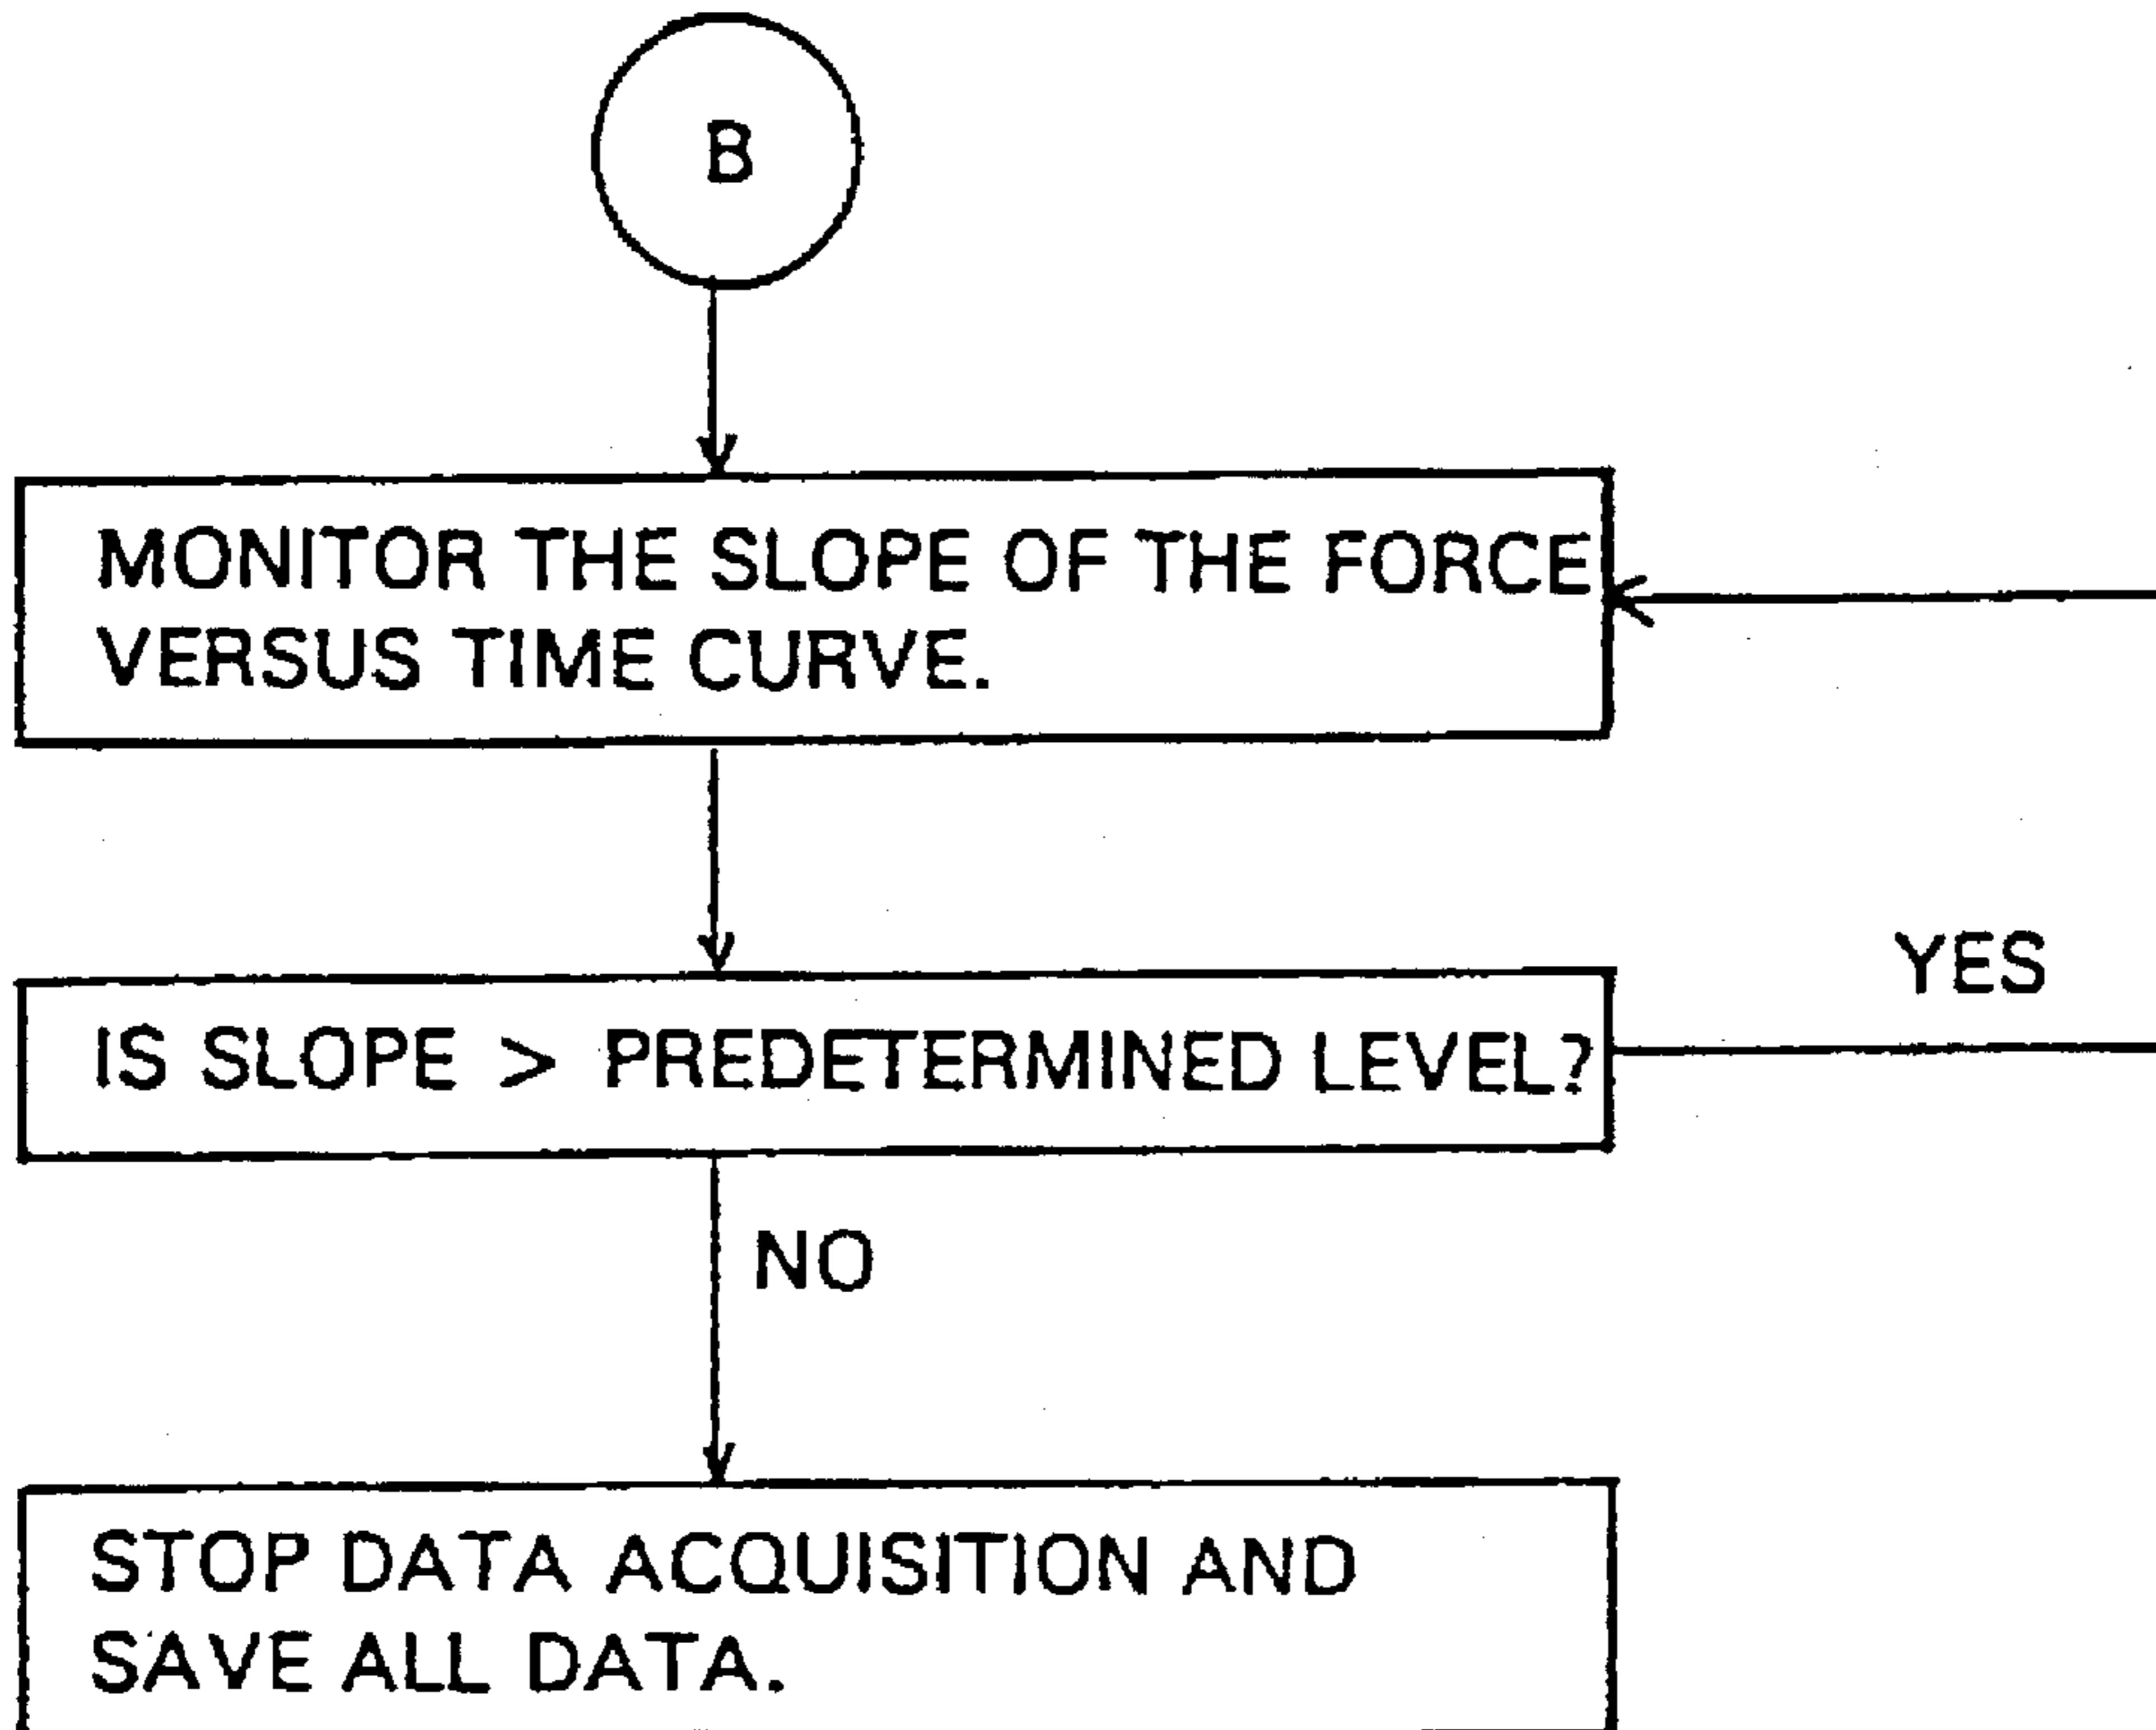 B
MONITOR THE SLOPE OF THE FORCE
VERSUS TIME CURVE.
YES
IS SLOPE > PREDETERMINED LEVEL?
NO
STOP DATA ACQUISITION AND
SAVE ALL DATA.